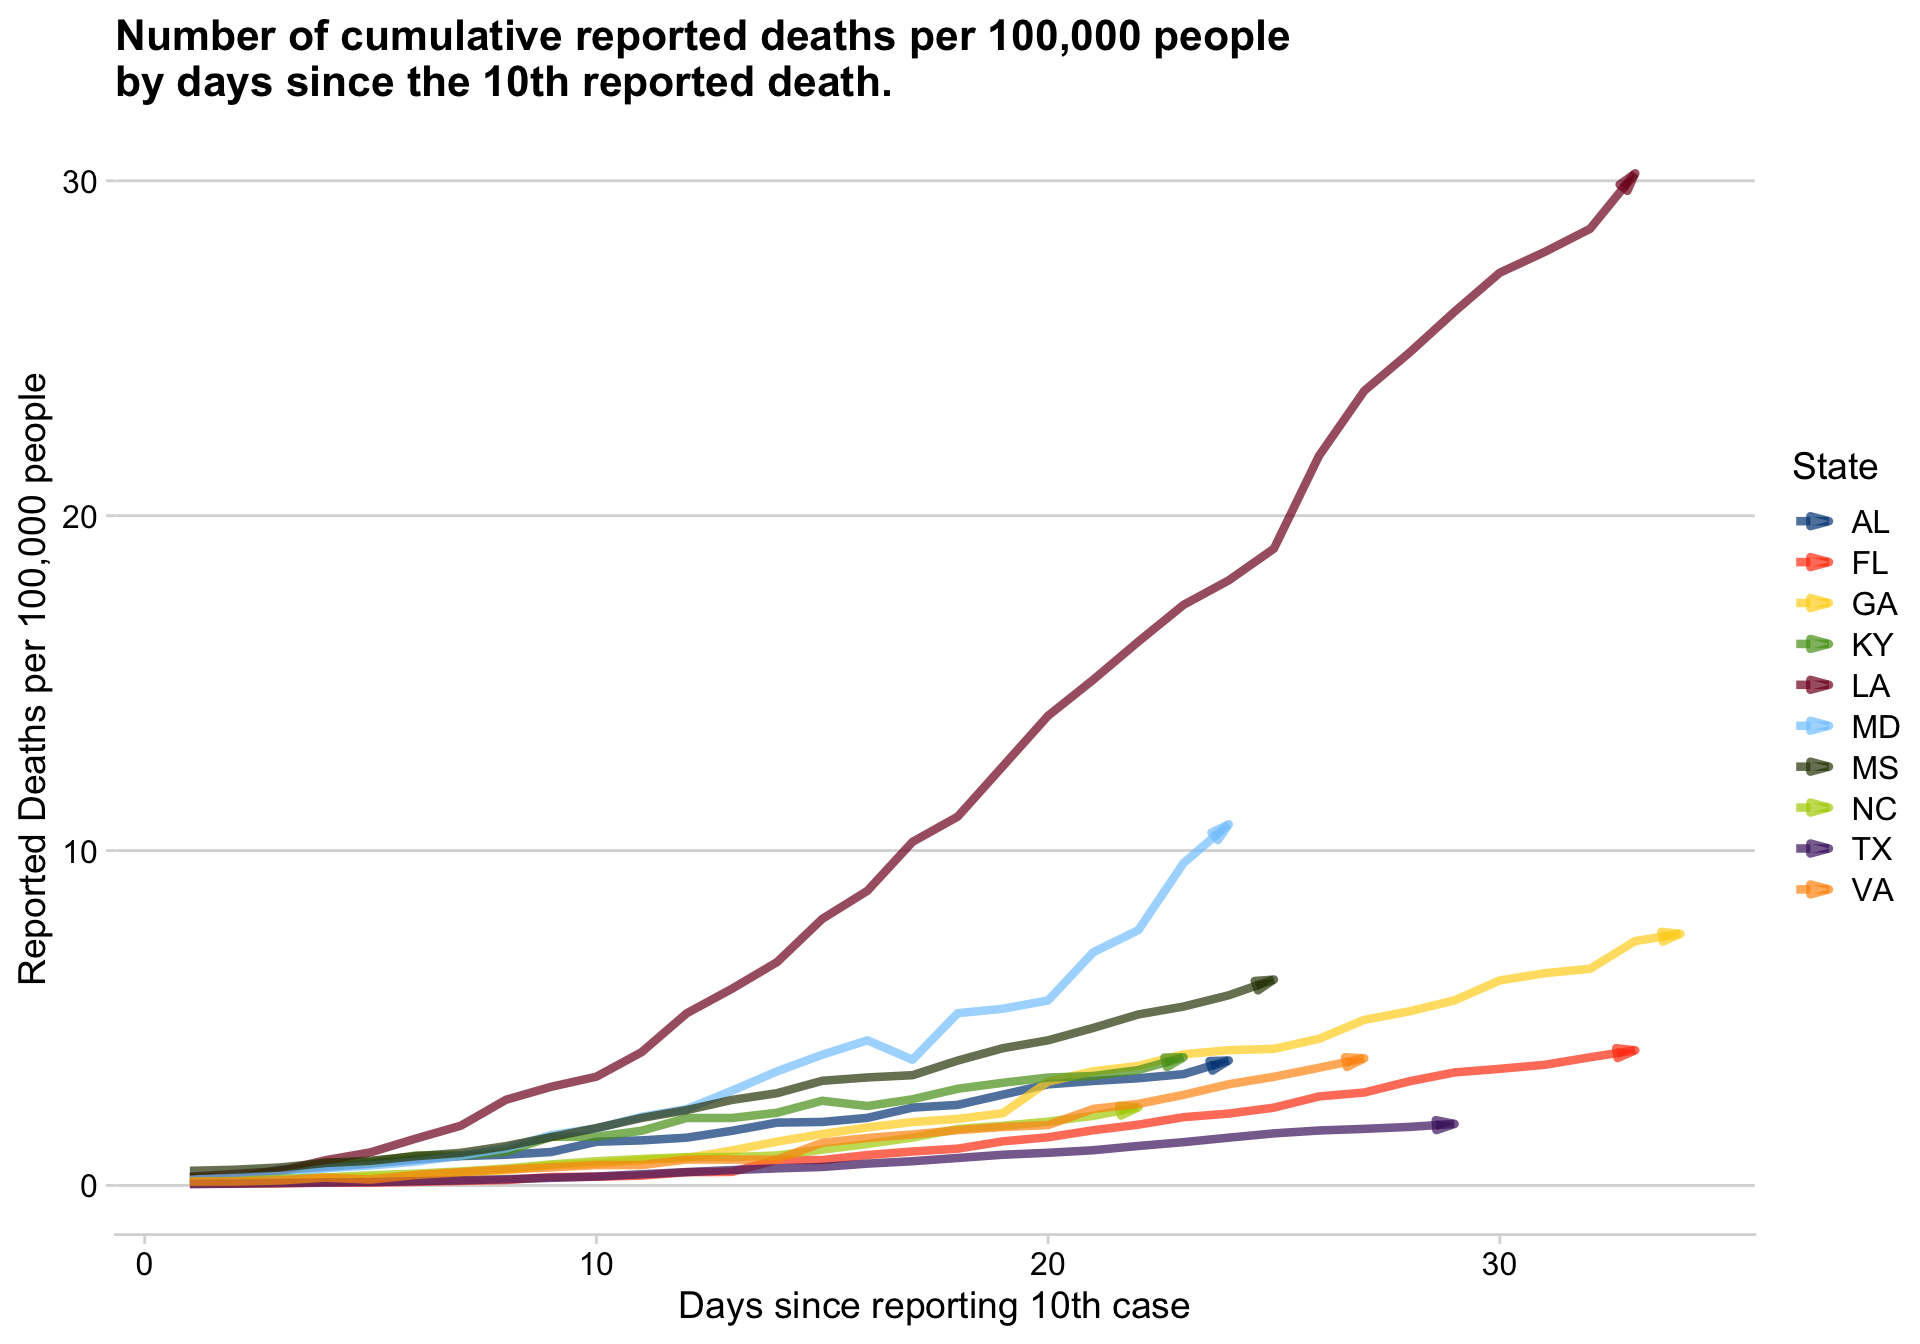 Number of cumulative reported deaths per 100,000 people
by days since the 10th reported death.
Reported Deaths per 100,000 people
30
20
10
0
0
10
20
30
Days since reporting 10th case
State
AL
FL
GA
KY
LA
MD
MS
NC
TX
VA